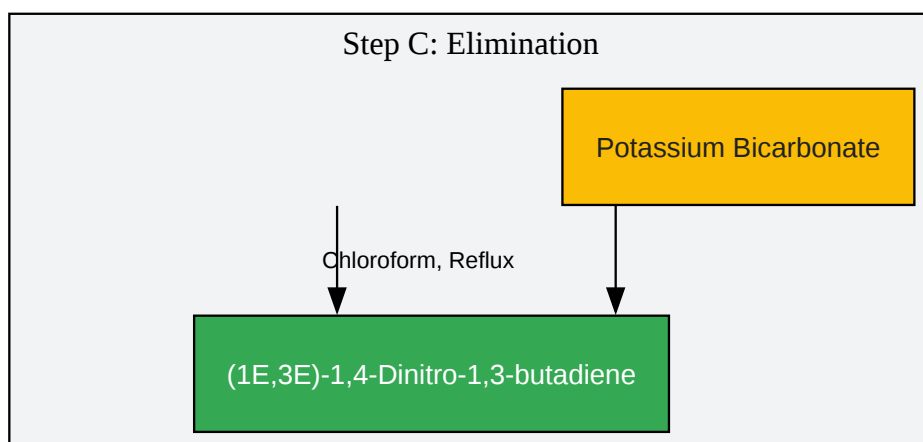 Step C: Elimination
Potassium Bicarbonate
Chloroform, Reflux
(1E,3E)-1,4-Dinitro-1,3-butadiene